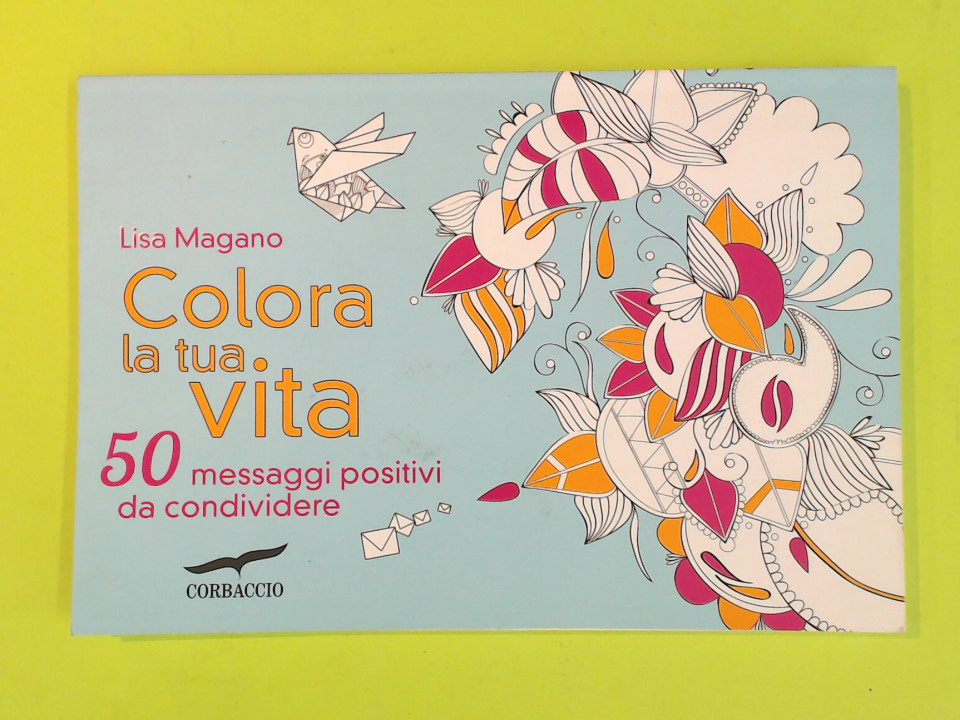 Lisa Magano
Colora
la tua
vita
50 messaggi positivi
da condividere
CORBACCIO